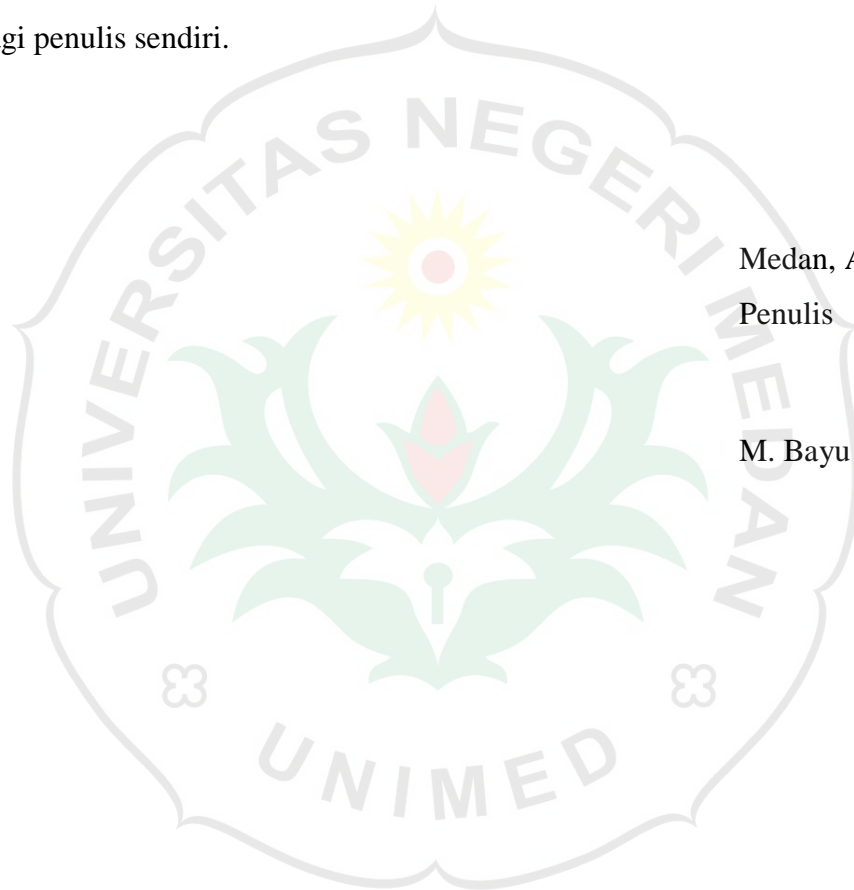 gi penulis sendiri.
UNIVERSITAS NEGERI MEDAN
Medan, A
Penulis
M. Bayu
UNIMED